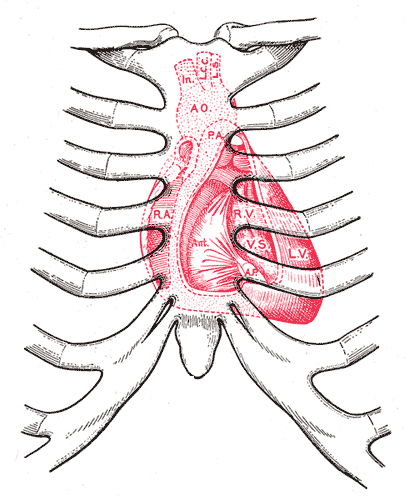 In.
L.C.
L.S.
A O.
P.A.
R.A.
R.V.
Ant.
V.S.
L.V.
A.P.